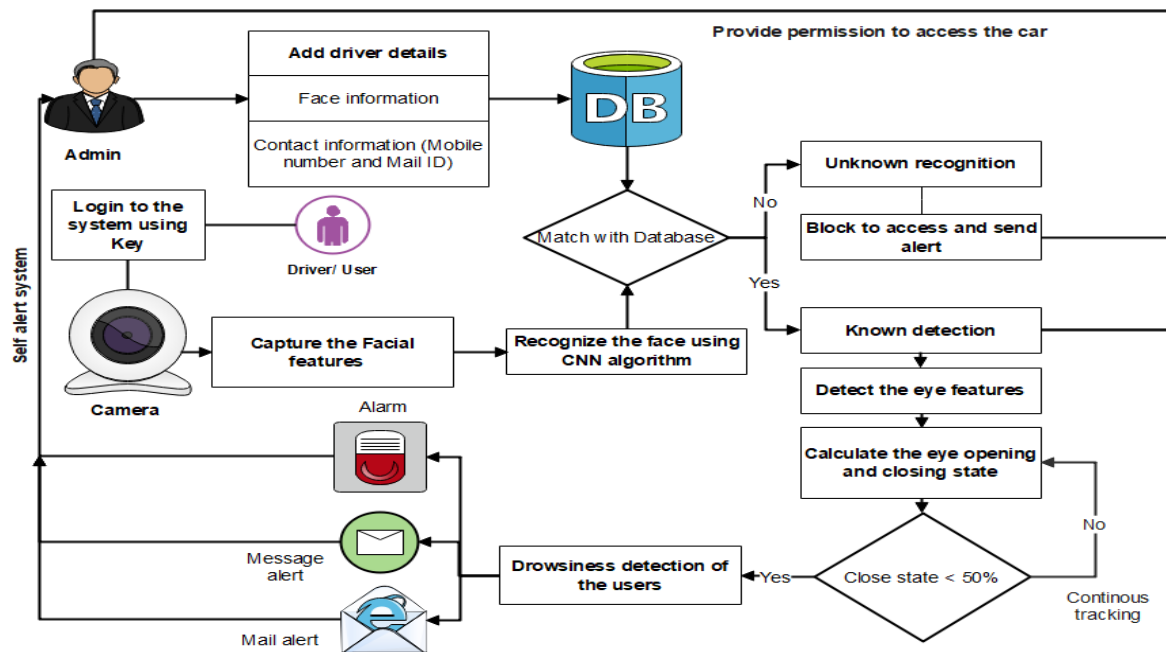 Provide permission to access the car
Add driver details
Face information
Contact information (Mobile
number and Mail ID)
DB
Admin
Unknown recognition
No
Login to the
system using
Key
Match with Database
Block to access and send
alert
Driver/ User
Yes
Self alert system
Capture the Facial
features
Recognize the face using
CNN algorithm
Known detection
Camera
Detect the eye features
Alarm
Calculate the eye opening
and closing state
No
Message
alert
Drowsiness detection of
the users
Yes
Close state < 50%
Continous
tracking
Mail alert